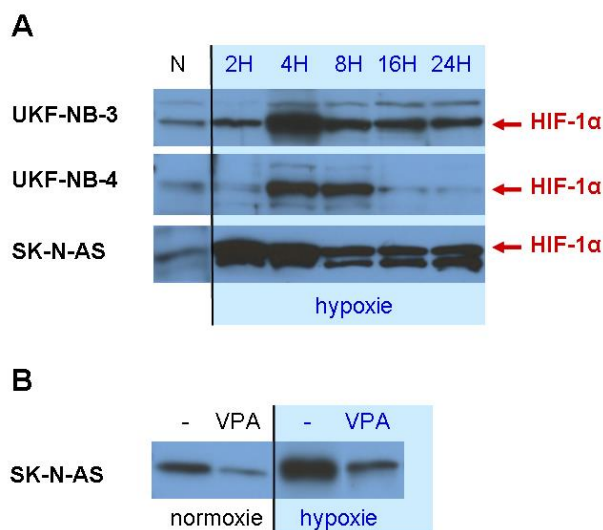 A
N 2H 4H 8H 16H 24H
UKF-NB-3 HIF-1α
UKF-NB-4 HIF-1α
SK-N-AS HIF-1α
hypoxie
B
- VPA - VPA
SK-N-AS
normoxie hypoxie